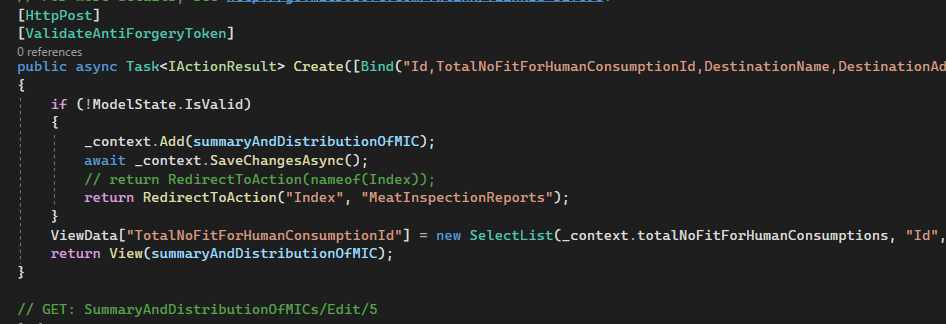 [HttpPost]
[ValidateAntiForgeryToken]
0 references
public async Task<IActionResult> Create([Bind("Id,TotalNoFitForHumanConsumptionId,DestinationName,DestinationAd
{
if (!ModelState.IsValid)
{
_context.Add(summaryAndDistributionOfMIC);
await _context.SaveChangesAsync();
// return RedirectToAction(nameof(Index));
return RedirectToAction("Index", "MeatInspectionReports");
}
ViewData["TotalNoFitForHumanConsumptionId"] = new SelectList(_context.totalNoFitForHumanConsumptions, "Id",
return View(summaryAndDistributionOfMIC);
}
// GET: SummaryAndDistributionOfMICs/Edit/5